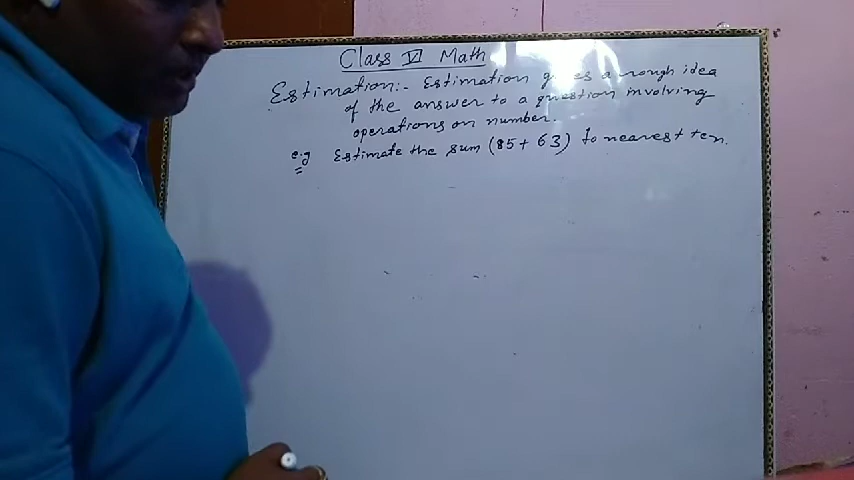 Class VI Math
Estimation:- Estimation gives a rough idea
of the answer to a question involving
operations on number.
e.g Estimate the sum (85+63) to nearest ten.